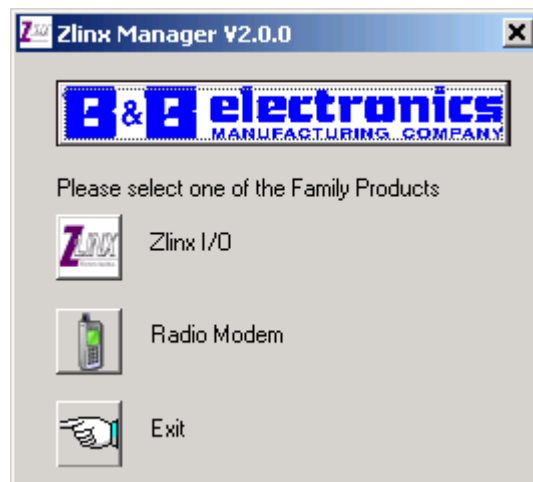 Zlinx Manager V2.0.0
B&B electronics
MANUFACTURING COMPANY
Please select one of the Family Products
ZLINX
Zlinx I/O
Radio Modem
Exit